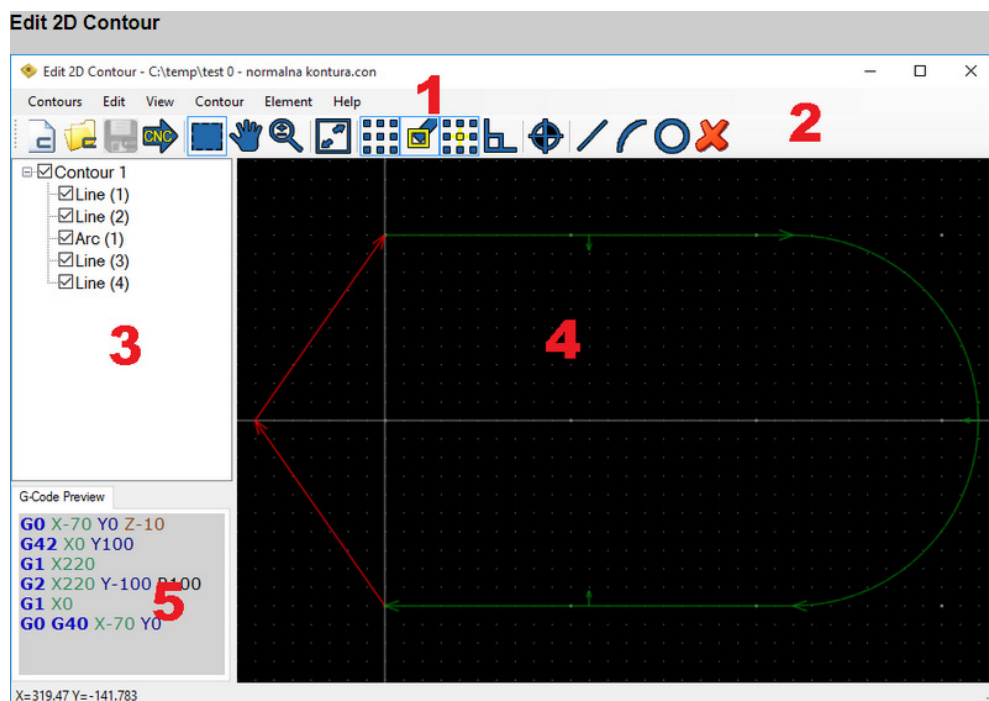 Edit 2D Contour
Edit 2D Contour - C:\temp\test 0 - normalna kontura.con
Contours Edit View Contour Element Help
1
2
CNC
Contour 1
Line (1)
Line (2)
Arc (1)
Line (3)
Line (4)
3
4
G-Code Preview
G0 X-70 Y0 Z-10
G42 X0 Y100
G1 X220
G2 X220 Y-100 R100
G1 X0
G0 G40 X-70 Y0
5
X=319.47 Y=-141.783